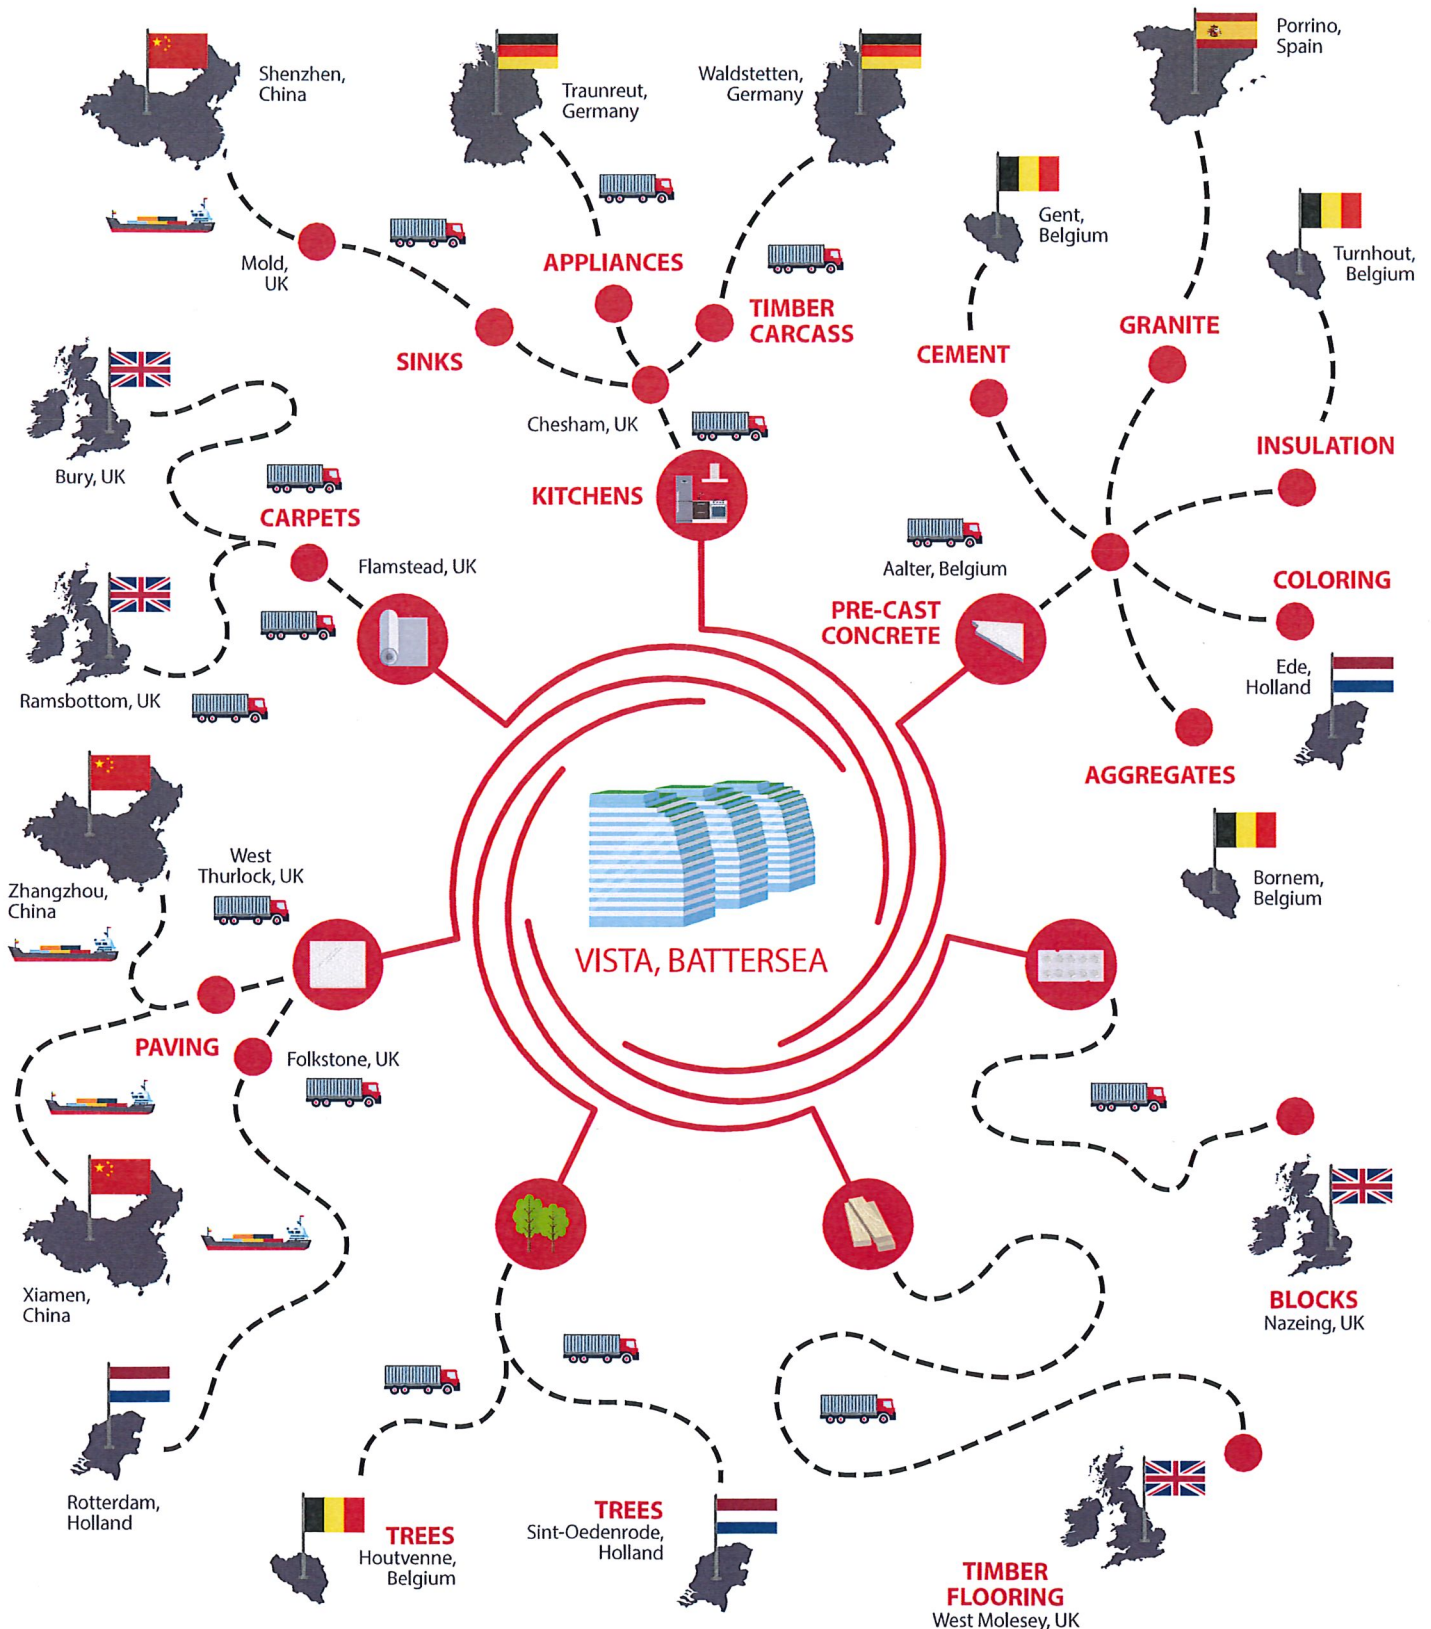 Shenzhen,
China
Traunreut,
Germany
Waldstetten,
Germany
Porrino,
Spain
Gent,
Belgium
Turnhout,
Belgium
Mold,
UK
APPLIANCES
TIMBER
CARCASS
SINKS
CEMENT
GRANITE
INSULATION
Chesham, UK
KITCHENS
Bury, UK
CARPETS
Flamstead, UK
Ramsbottom, UK
Aalter, Belgium
PRE-CAST
CONCRETE
COLORING
Ede,
Holland
AGGREGATES
Bornem,
Belgium
Zhangzhou,
China
West
Thurlock, UK
VISTA, BATTERSEA
PAVING
Folkstone, UK
Xiamen,
China
Rotterdam,
Holland
TREES
Houtvenne,
Belgium
TREES
Sint-Oedenrode,
Holland
BLOCKS
Nazeing, UK
TIMBER
FLOORING
West Molesey, UK